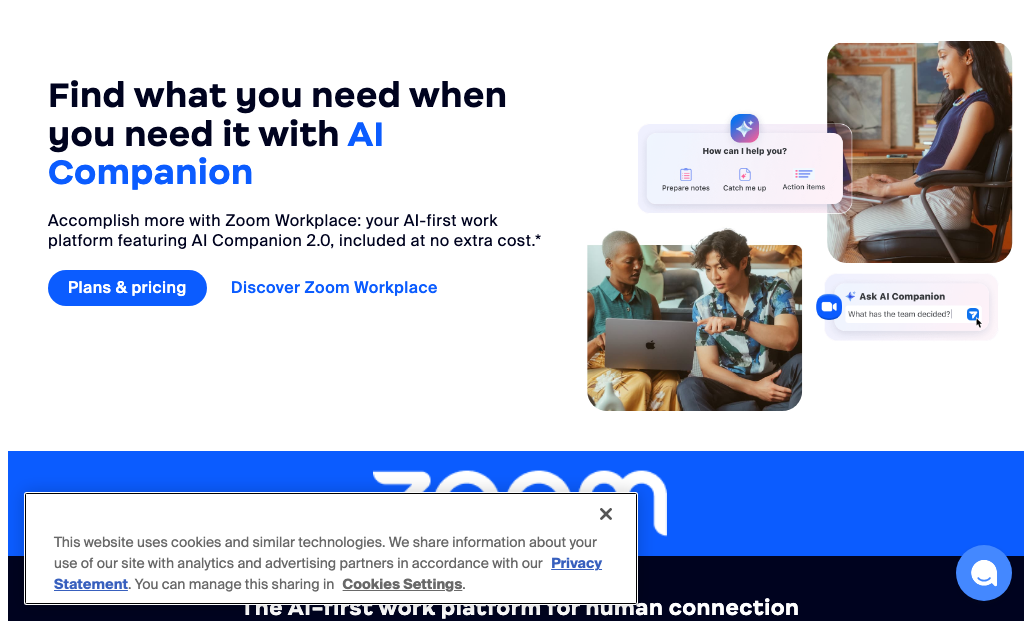 Find what you need when
you need it with AI
Companion
Accomplish more with Zoom Workplace: your AI-first work
platform featuring AI Companion 2.0, included at no extra cost.*
Plans & pricing
Discover Zoom Workplace
How can I help you?
Prepare notes
Catch me up
Action items
Ask AI Companion
What has the team decided?
zoom
This website uses cookies and similar technologies. We share information about your
use of our site with analytics and advertising partners in accordance with our Privacy
Statement. You can manage this sharing in Cookies Settings.
The AI-first work platform for human connection